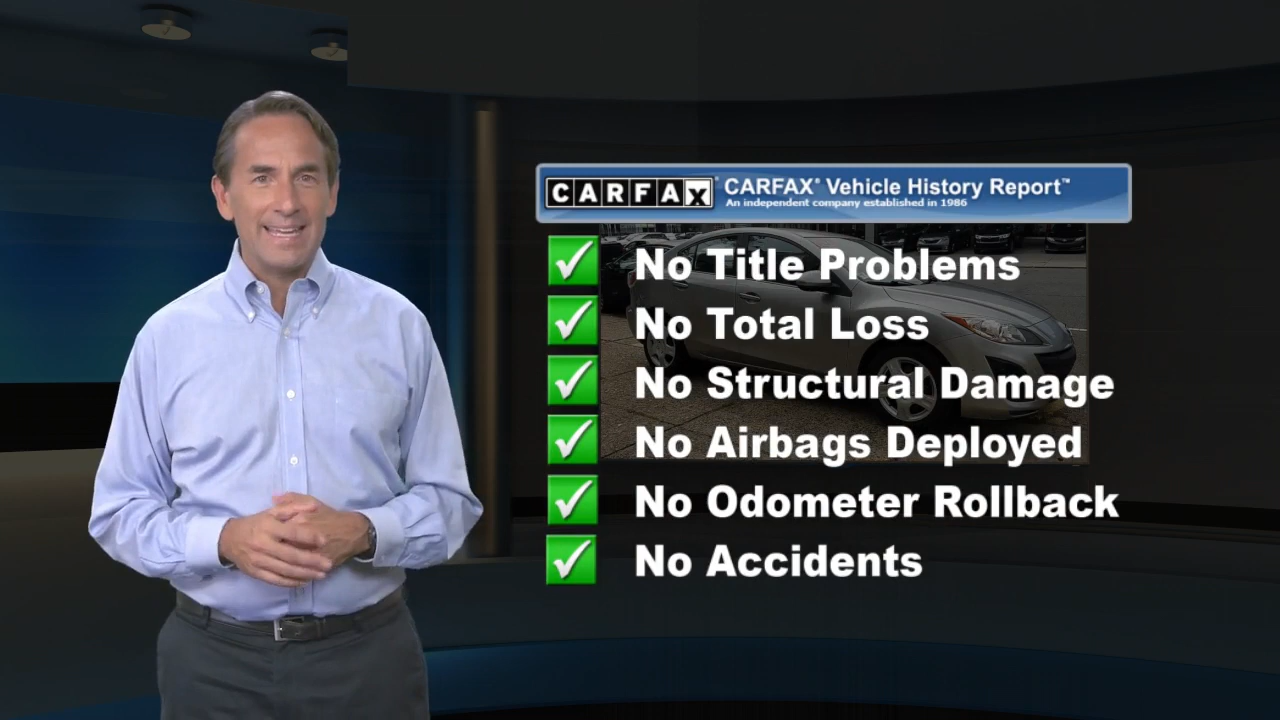 CARFAX® CARFAX® Vehicle History Report™
An independent company established in 1986
No Title Problems
No Total Loss
No Structural Damage
No Airbags Deployed
No Odometer Rollback
No Accidents